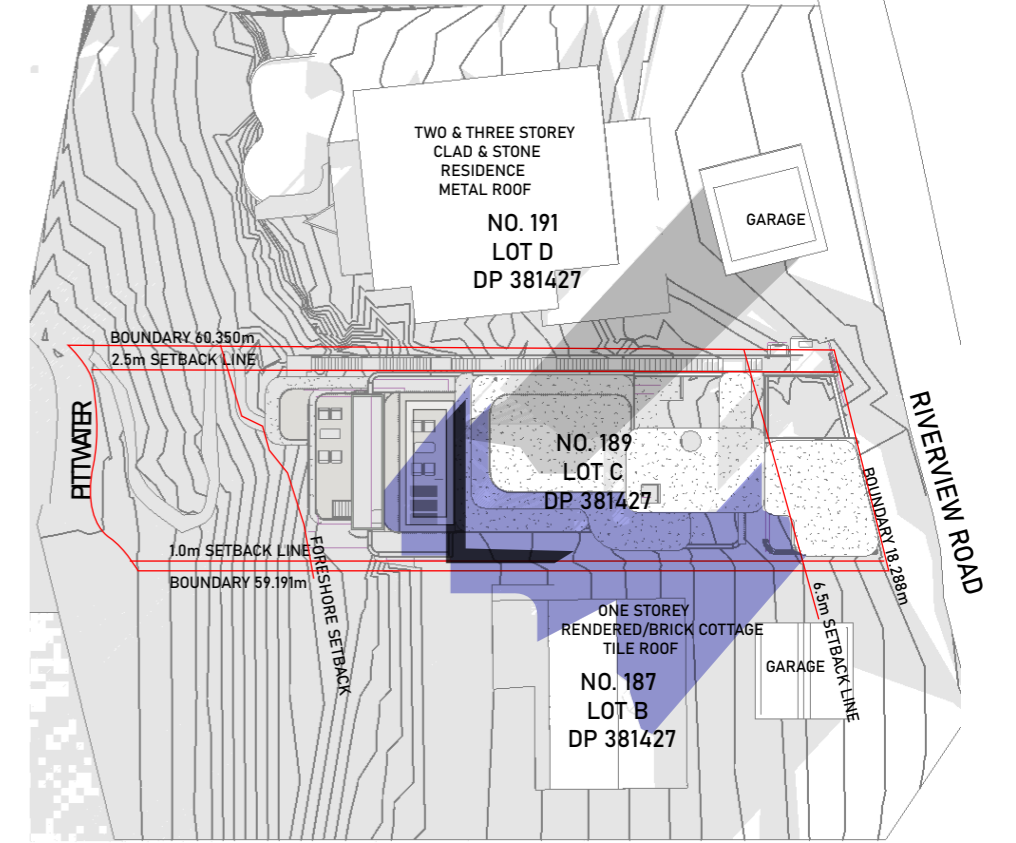 TWO & THREE STOREY
CLAD & STONE
RESIDENCE
METAL ROOF
NO. 191
LOT D
DP 381427
GARAGE
BOUNDARY 60.350m
2.5m SETBACK LINE
PITTWATER
NO. 189
LOT C
DP 381427
RIVERVIEW ROAD
BOUNDARY 18.288m
1.0m SETBACK LINE
BOUNDARY 59.191m
FORESHORE SETBACK
6.5m SETBACK LINE
ONE STOREY
RENDERED/BRICK COTTAGE
TILE ROOF
NO. 187
LOT B
DP 381427
GARAGE